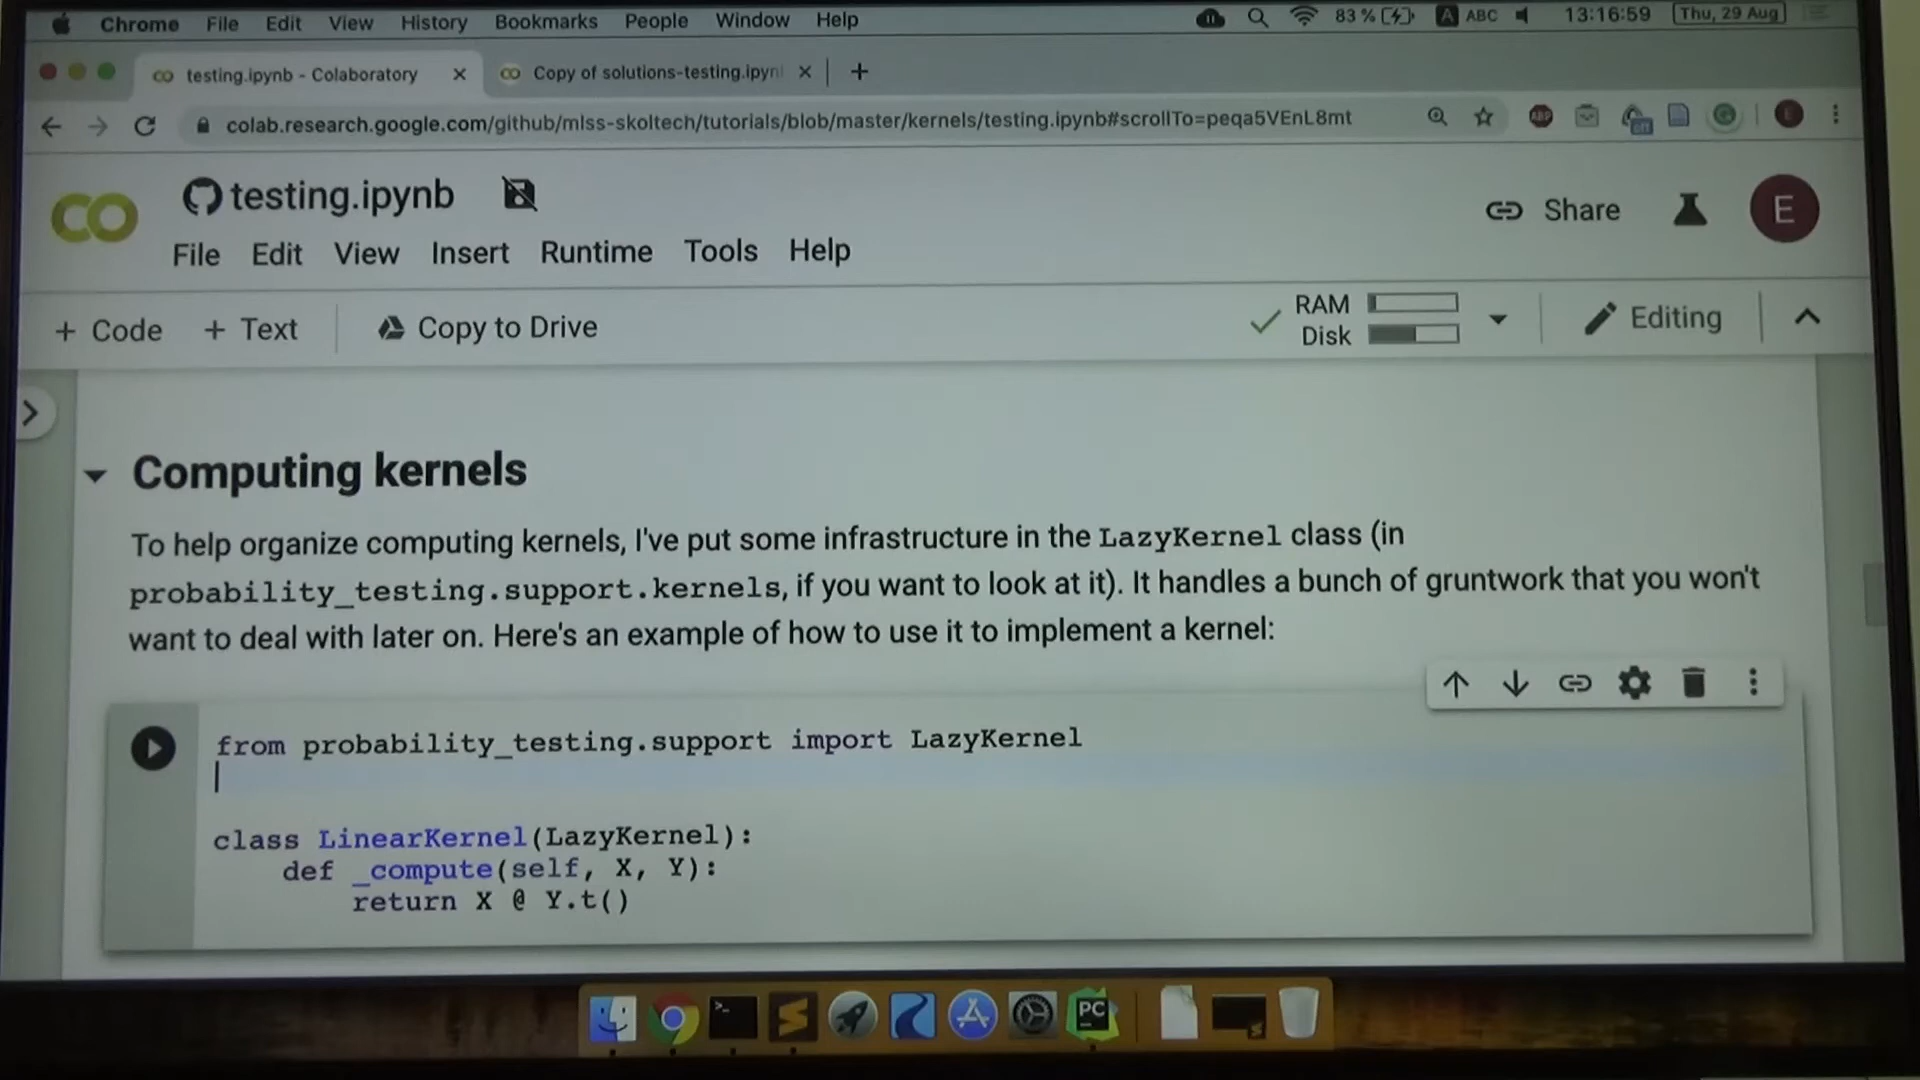 Chrome File Edit View History Bookmarks People Window Help 83 % A ABC 13:16:59 Thu, 29 Aug
testing.ipynb - Colaboratory Copy of solutions-testing.ipyn
colab.research.google.com/github/mlss-skoltech/tutorials/blob/master/kernels/testing.ipynb#scrollTo=peqa5VEnL8mt ABP
CO testing.ipynb Share E
File Edit View Insert Runtime Tools Help
+ Code + Text Copy to Drive RAM Editing
Disk
Computing kernels
To help organize computing kernels, I've put some infrastructure in the LazyKernel class (in
probability_testing.support.kernels, if you want to look at it). It handles a bunch of gruntwork that you won't
want to deal with later on. Here's an example of how to use it to implement a kernel:
from probability_testing.support import LazyKernel
class LinearKernel(LazyKernel):
def _compute(self, X, Y):
return X @ Y.t()
PC